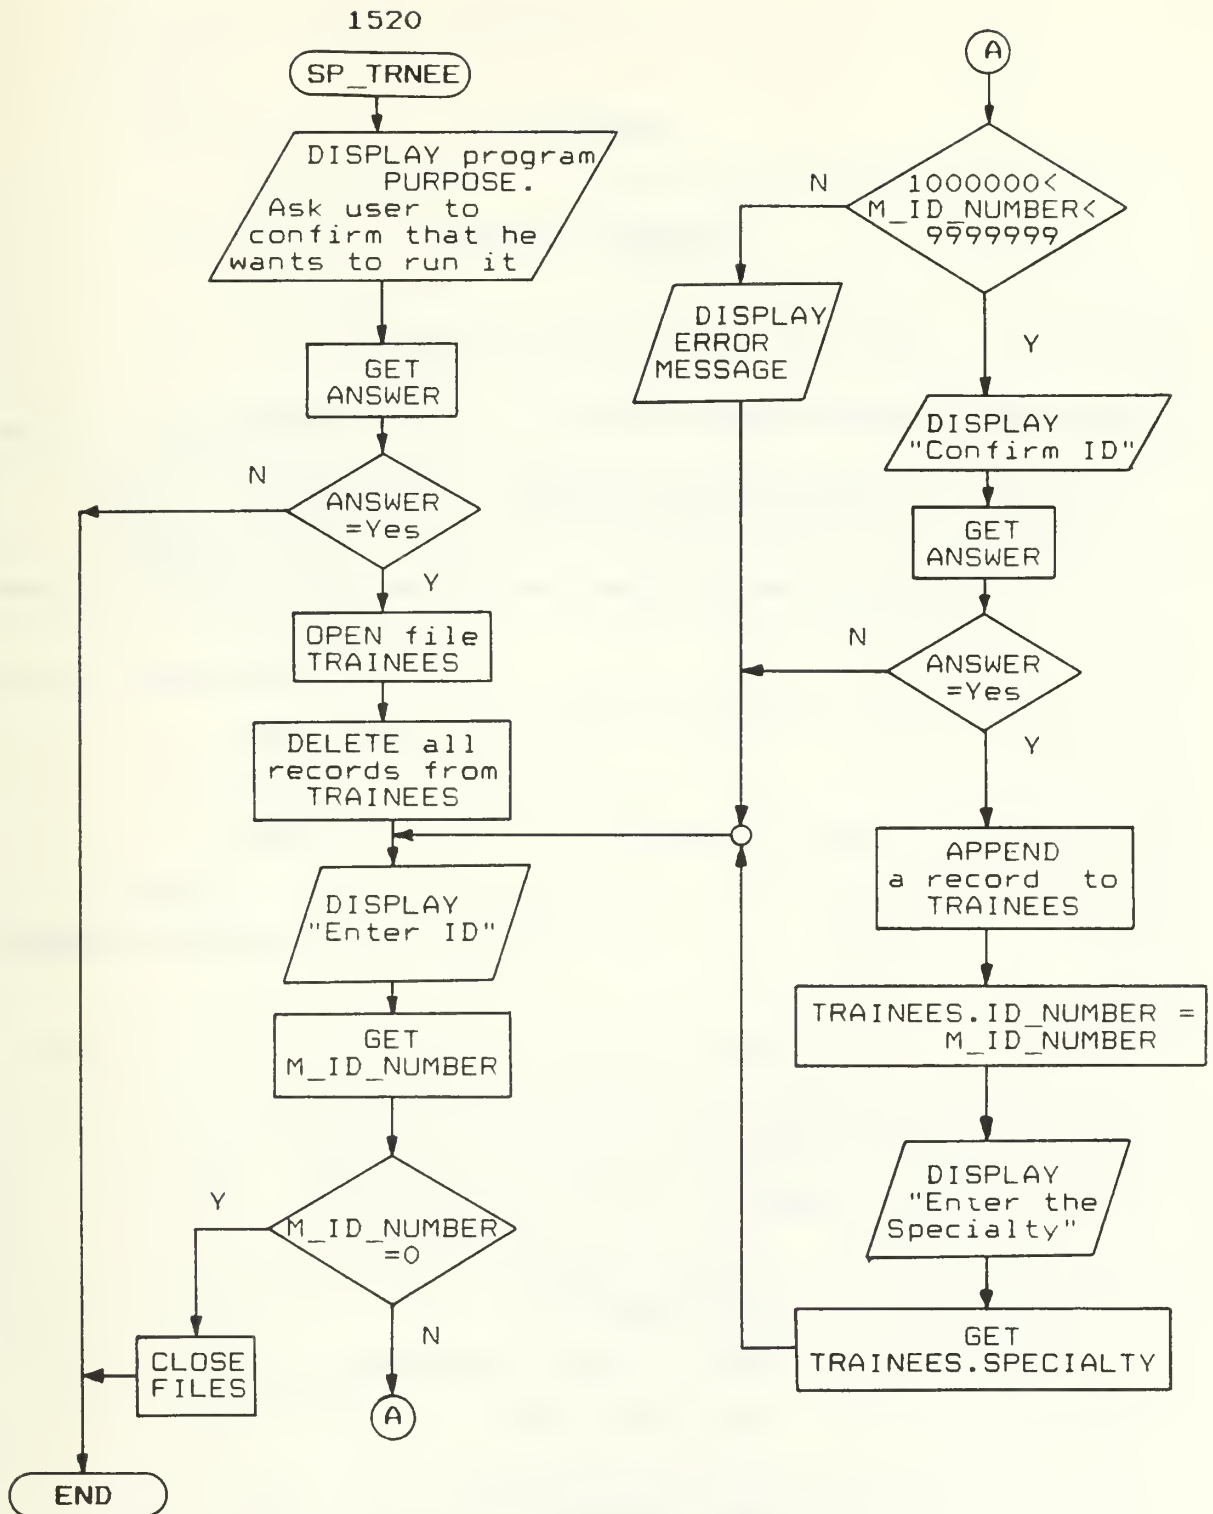 1520
SP_TRNEE
DISPLAY program
PURPOSE.
Ask user to
confirm that he
wants to run it
GET
ANSWER
N
ANSWER
=Yes
Y
OPEN file
TRAINEES
DELETE all
records from
TRAINEES
DISPLAY
"Enter ID"
GET
M_ID_NUMBER
Y
M_ID_NUMBER
=0
N
CLOSE
FILES
A
END
A
N
1000000<
M_ID_NUMBER<
9999999
DISPLAY
ERROR
MESSAGE
Y
DISPLAY
"Confirm ID"
GET
ANSWER
N
ANSWER
=Yes
Y
APPEND
a record to
TRAINEES
TRAINEES.ID_NUMBER =
M_ID_NUMBER
DISPLAY
"Enter the
Specialty"
GET
TRAINEES.SPECIALTY